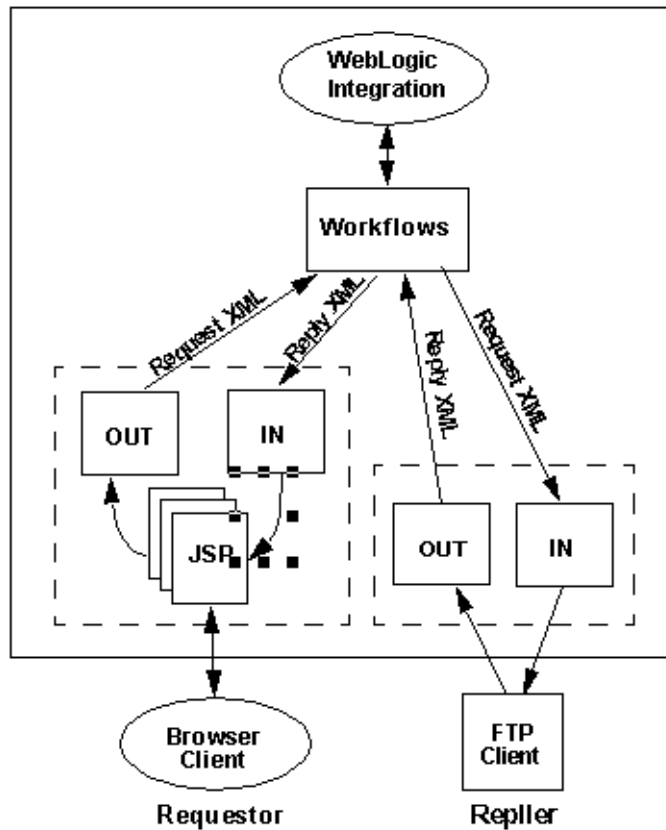 WebLogic
Integration
Workflows
Request XML
Reply XML
Reply XML
Request XML
OUT
IN
JSP
OUT
IN
Browser
Client
FTP
Client
Requestor
Replier